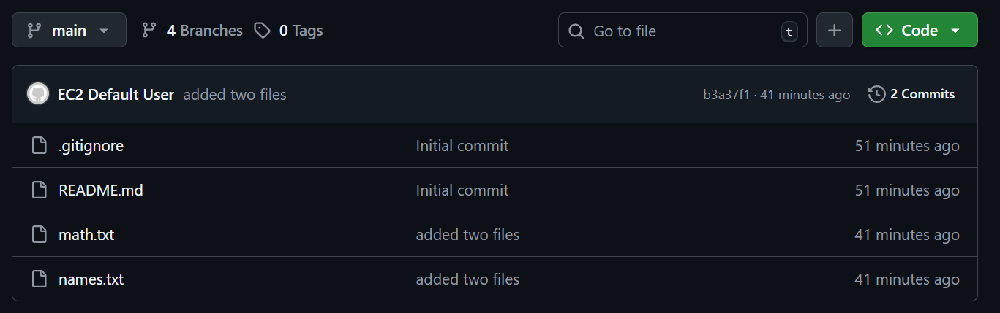 main 4 Branches 0 Tags Go to file t + Code
EC2 Default User added two files b3a37f1 · 41 minutes ago 2 Commits
.gitignore Initial commit 51 minutes ago
README.md Initial commit 51 minutes ago
math.txt added two files 41 minutes ago
names.txt added two files 41 minutes ago